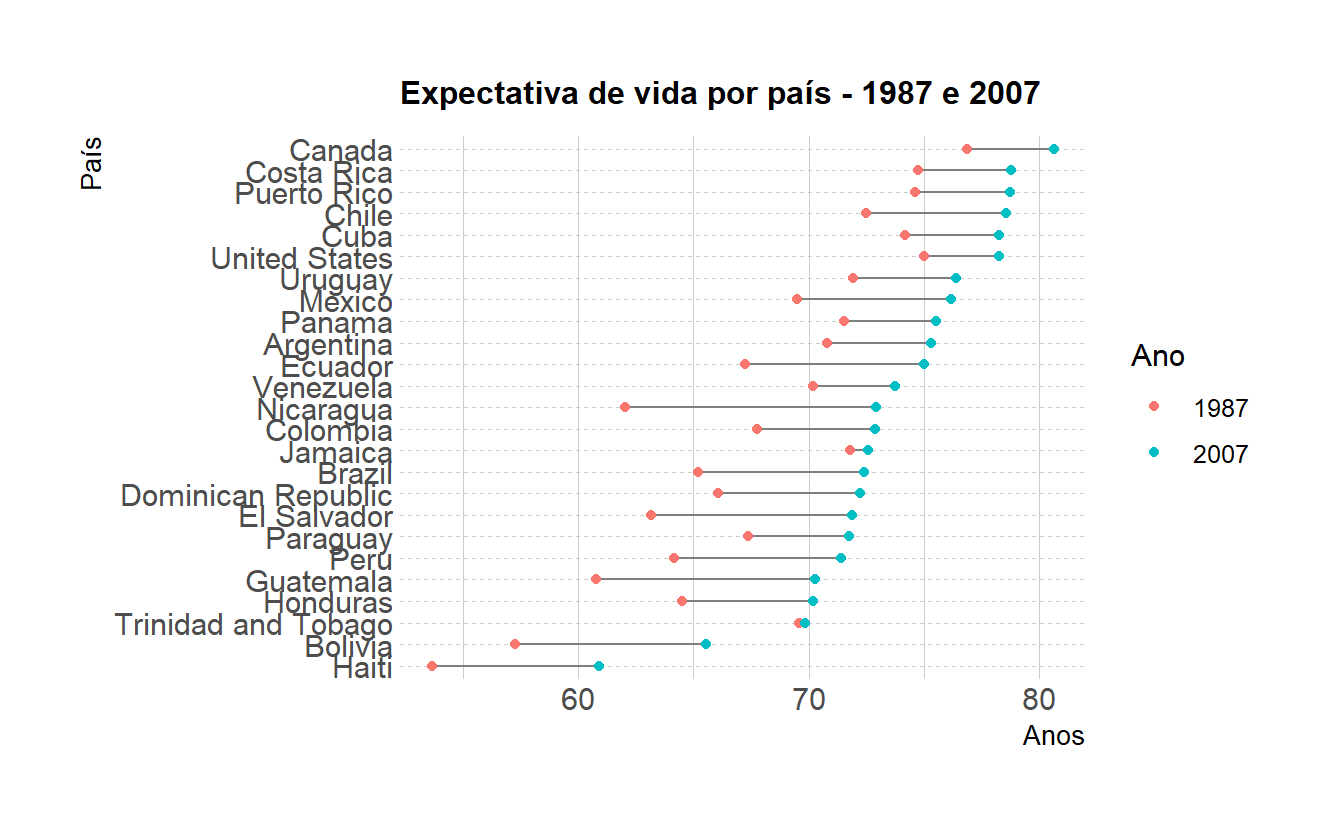 Expectativa de vida por país - 1987 e 2007
País
Canada
Costa Rica
Puerto Rico
Chile
Cuba
United States
Uruguay
Mexico
Panama
Argentina
Ecuador
Venezuela
Nicaragua
Colombia
Jamaica
Brazil
Dominican Republic
El Salvador
Paraguay
Peru
Guatemala
Honduras
Trinidad and Tobago
Bolivia
Haiti
60 70 80
Anos
Ano
1987
2007